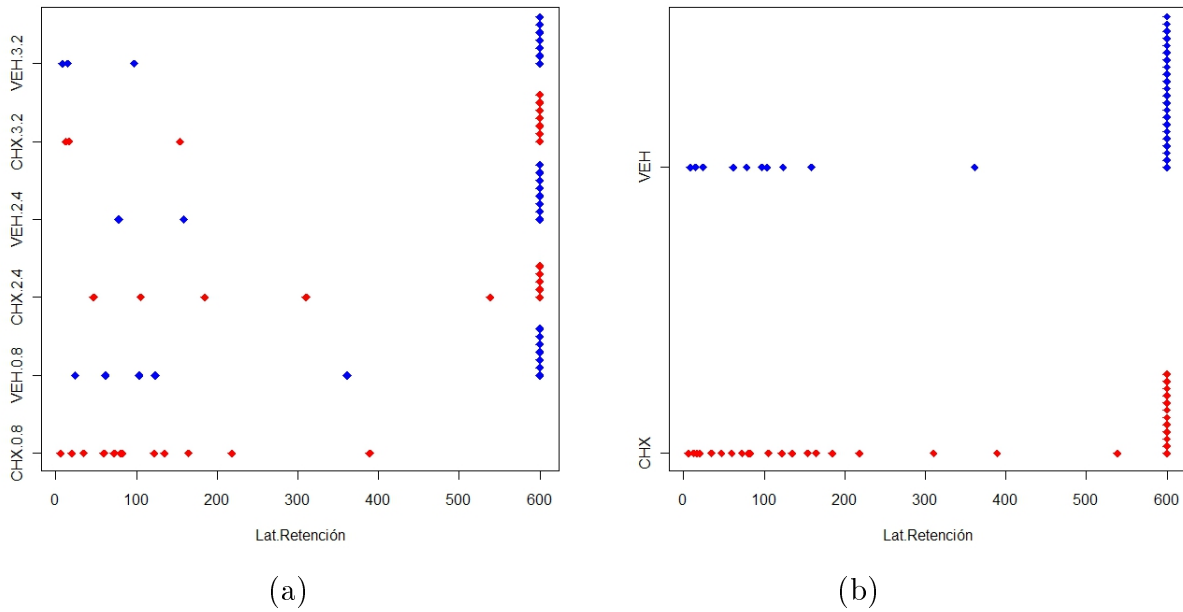 VEH.3.2
CHX.3.2
VEH.2.4
CHX.2.4
VEH.0.8
CHX.0.8
0 100 200 300 400 500 600
Lat.Retención
(a)
VEH
CHX
0 100 200 300 400 500 600
Lat.Retención
(b)